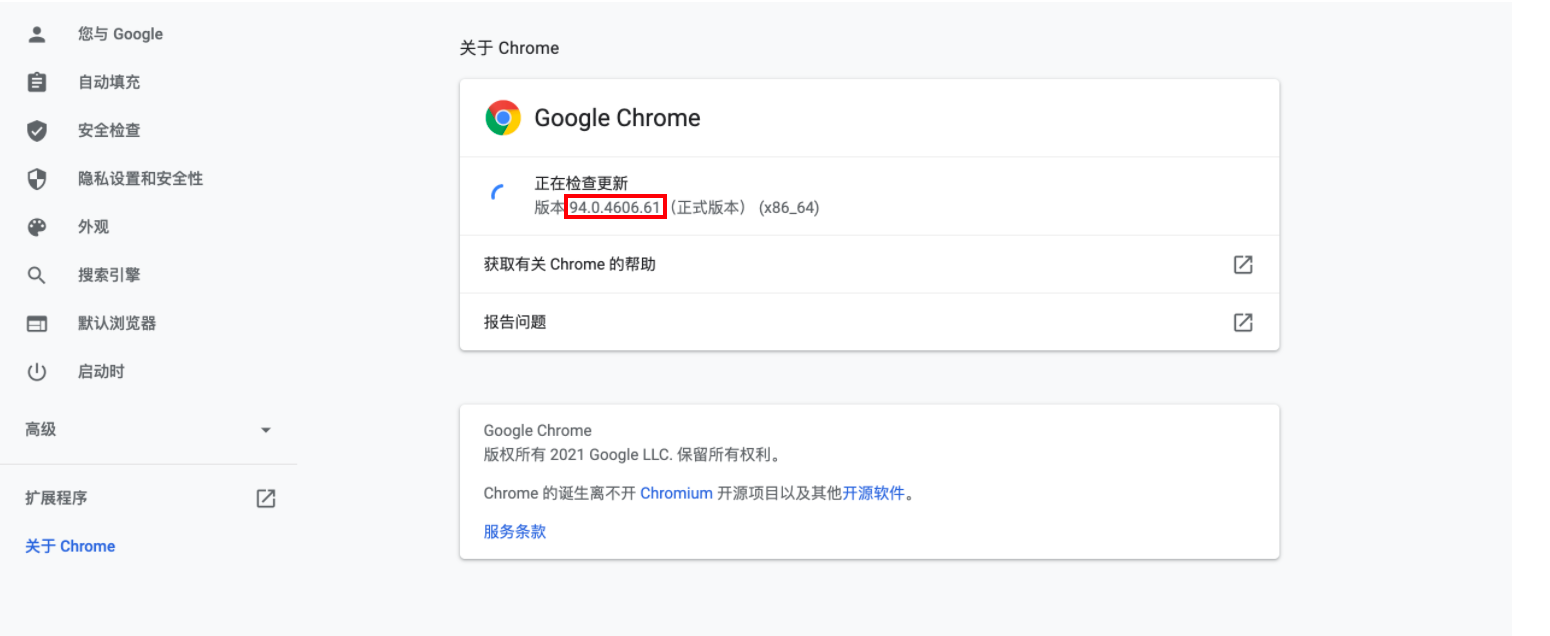 您与 Google
自动填充
安全检查
隐私设置和安全性
外观
搜索引擎
默认浏览器
启动时
高级
扩展程序
关于 Chrome
关于 Chrome
Google Chrome
正在检查更新
版本 94.0.4606.61（正式版本） (x86_64)
获取有关 Chrome 的帮助
报告问题
Google Chrome
版权所有 2021 Google LLC. 保留所有权利。
Chrome 的诞生离不开 Chromium 开源项目以及其他开源软件。
服务条款